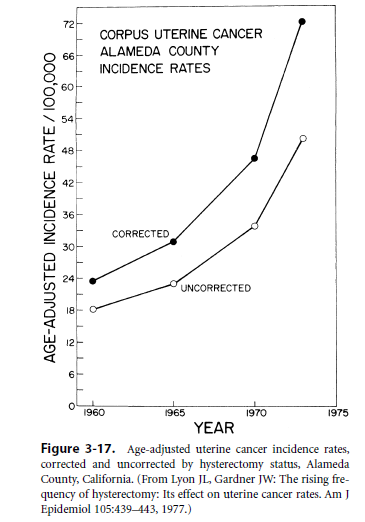 CORPUS UTERINE CANCER
ALAMEDA COUNTY
INCIDENCE RATES
AGE-ADJUSTED INCIDENCE RATE / 100,000
72
66
60
54
48
42
36
30
24
18
12
6
0
CORRECTED
UNCORRECTED
1960 1965 1970 1975
YEAR
Figure 3-17. Age-adjusted uterine cancer incidence rates,
corrected and uncorrected by hysterectomy status, Alameda
County, California. (From Lyon JL, Gardner JW: The rising fre-
quency of hysterectomy: Its effect on uterine cancer rates. Am J
Epidemiol 105:439–443, 1977.)